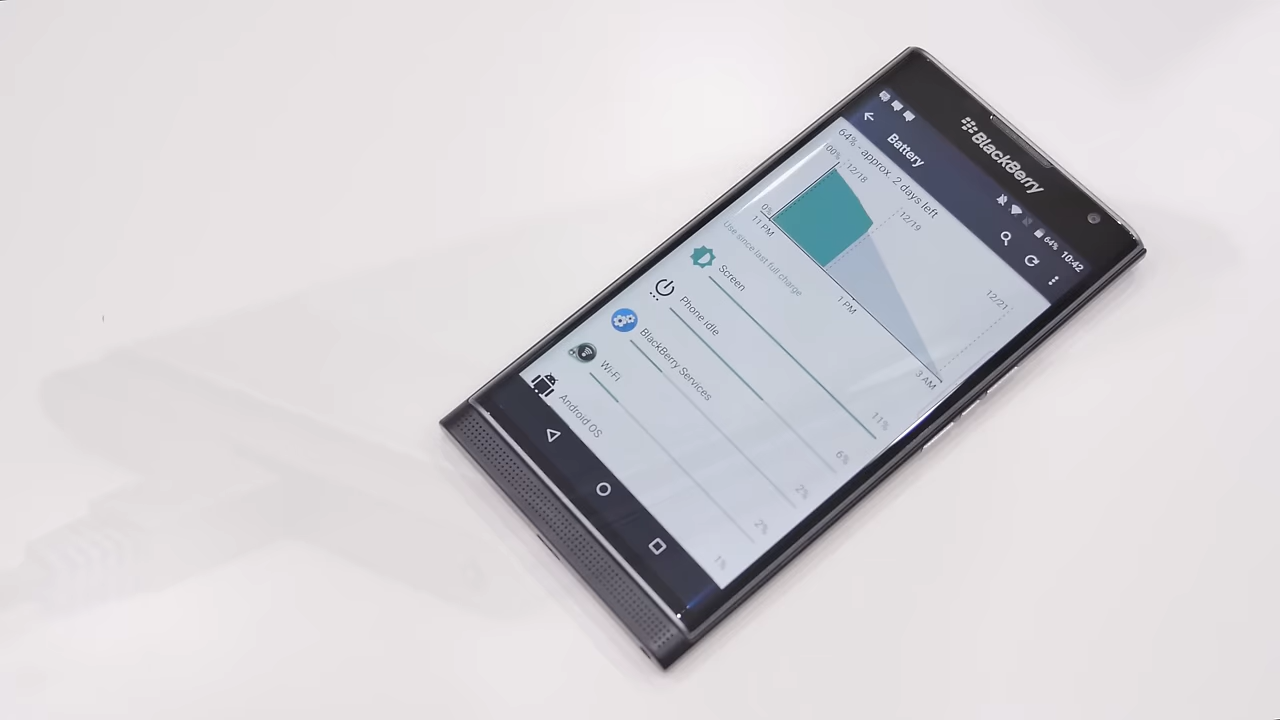 BlackBerry
64% 10:42
Battery
64% - approx. 2 days left
100%
12/18
12/19
12/21
0%
11 PM
1 PM
3 AM
Use since last full charge
Screen
11%
Phone idle
6%
BlackBerry Services
2%
Wi-Fi
2%
Android OS
1%